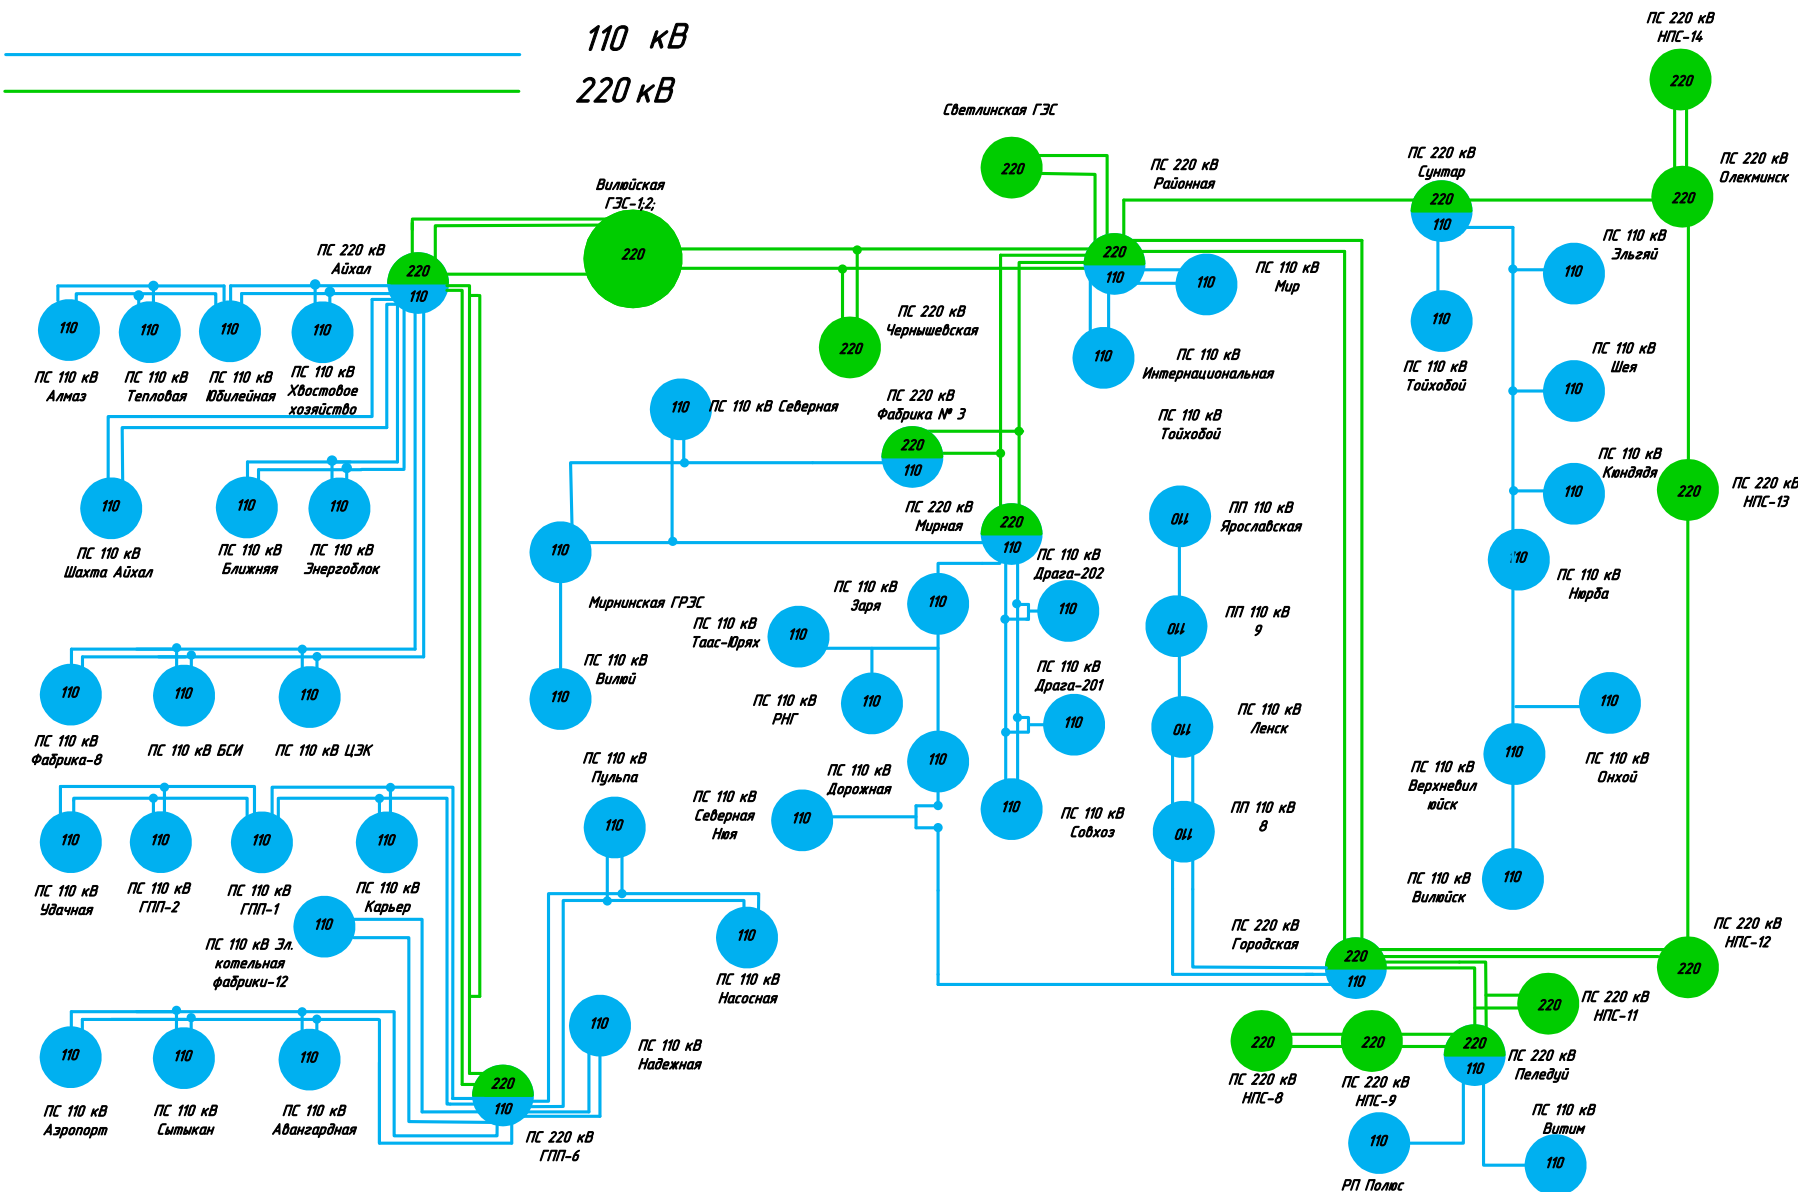 110 кВ
220 кВ
ПС 220 кВ
НПС-14
220
Светлинская ГЭС
220
ПС 220 кВ
Районная
ПС 220 кВ
Сунтар
220
110
ПС 220 кВ
Олекминск
220
Вилюйская
ГЭС-1;2;
220
ПС 220 кВ
Айхал
220
110
220
110
ПС 110 кВ
Мир
110
ПС 110 кВ
Эльгяй
110
110
ПС 110 кВ
Алмаз
110
ПС 110 кВ
Тепловая
110
ПС 110 кВ
Юбилейная
110
ПС 110 кВ
Хвостовое
хозяйство
ПС 220 кВ
Чернышевская
220
110
ПС 110 кВ
Интернациональная
110
ПС 110 кВ
Тойхобой
ПС 110 кВ
Шея
110
110
ПС 110 кВ Северная
ПС 220 кВ
Фабрика № 3
220
110
ПС 110 кВ
Тойхобой
ПС 110 кВ
Кюндядя
110
220
ПС 220 кВ
НПС-13
110
ПС 110 кВ
Шахта Айхал
110
ПС 110 кВ
Ближняя
110
ПС 110 кВ
Энергоблок
110
Мирнинская ГРЭС
ПС 220 кВ
Мирная
220
110
ПС 110 кВ
Драга-202
110
110
ПП 110 кВ
Ярославская
110
ПС 110 кВ
Нюрба
ПС 110 кВ
Заря
110
ПС 110 кВ
Таас-Юрях
110
110
ПП 110 кВ
9
ПС 110 кВ
Вилюй
110
ПС 110 кВ
РНГ
110
ПС 110 кВ
Драга-201
110
110
ПС 110 кВ
Ленск
110
ПС 110 кВ
Онхой
110
ПС 110 кВ
Верхневил
юйск
110
ПС 110 кВ
Фабрика-8
110
ПС 110 кВ БСИ
110
ПС 110 кВ ЦЗК
ПС 110 кВ
Пульпа
110
ПС 110 кВ
Дорожная
110
ПС 110 кВ
Северная
Нюя
110
110
ПС 110 кВ
Совхоз
110
ПП 110 кВ
8
110
ПС 110 кВ
Удачная
110
ПС 110 кВ
ГПП-2
110
ПС 110 кВ
ГПП-1
110
ПС 110 кВ
Карьер
ПС 110 кВ
Вилюйск
110
110
ПС 110 кВ Эл.
котельная
фабрики-12
110
ПС 110 кВ
Насосная
ПС 220 кВ
Городская
220
110
ПС 220 кВ
НПС-12
220
110
ПС 110 кВ
Аэропорт
110
ПС 110 кВ
Сытыкан
110
ПС 110 кВ
Авангардная
110
ПС 110 кВ
Надежная
220
ПС 220 кВ
НПС-11
220
ПС 220 кВ
НПС-8
220
ПС 220 кВ
НПС-9
220
110
ПС 220 кВ
Пеледуй
220
110
ПС 220 кВ
ГПП-6
110
РП Полюс
ПС 110 кВ
Витим
110